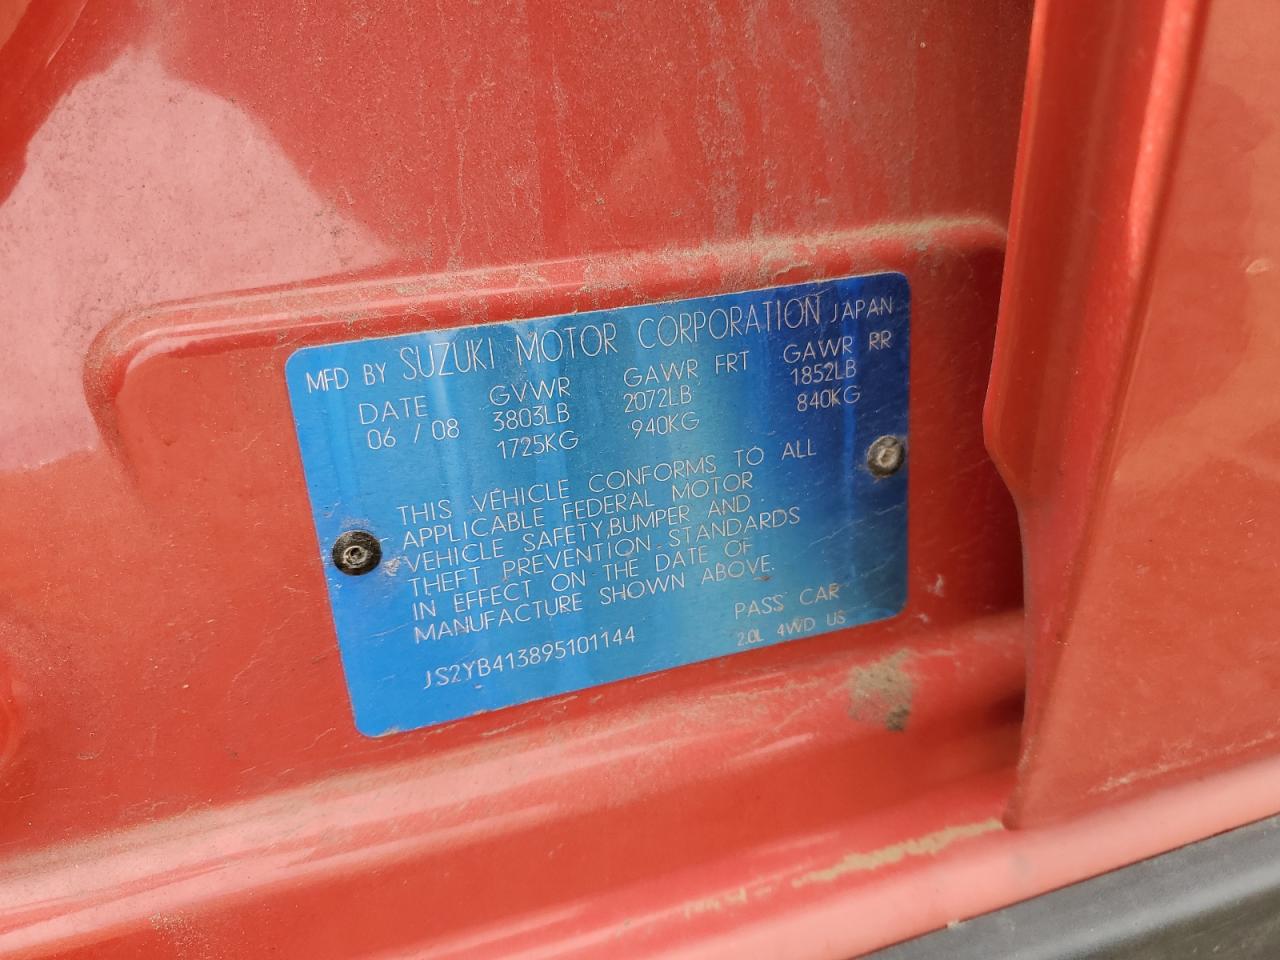 MFD BY SUZUKI MOTOR CORPORATION JAPAN
DATE GVWR GAWR FRT GAWR RR
06 / 08 3803LB 2072LB 1852LB
1725KG 940KG 840KG
THIS VEHICLE CONFORMS TO ALL
APPLICABLE FEDERAL MOTOR
VEHICLE SAFETY,BUMPER AND
THEFT PREVENTION STANDARDS
IN EFFECT ON THE DATE OF
MANUFACTURE SHOWN ABOVE.
PASS CAR
JS2YB413895101144 2.0L 4WD US